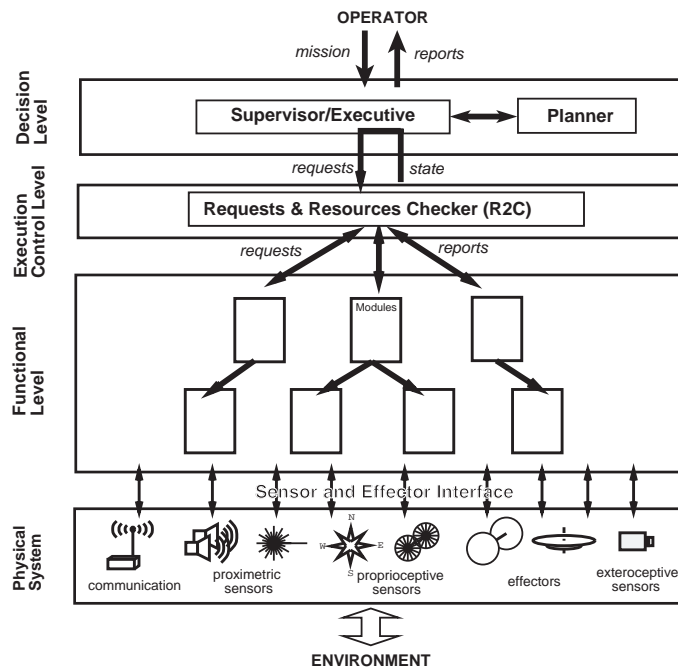 OPERATOR
mission
reports
Decision
Level
Supervisor/Executive
Planner
requests
state
Execution
Control Level
Requests & Resources Checker (R2C)
requests
reports
Functional
Level
Modules
Sensor and Effector Interface
Physical
System
N
W
E
S
communication
proximetric
sensors
proprioceptive
sensors
effectors
exteroceptive
sensors
ENVIRONMENT